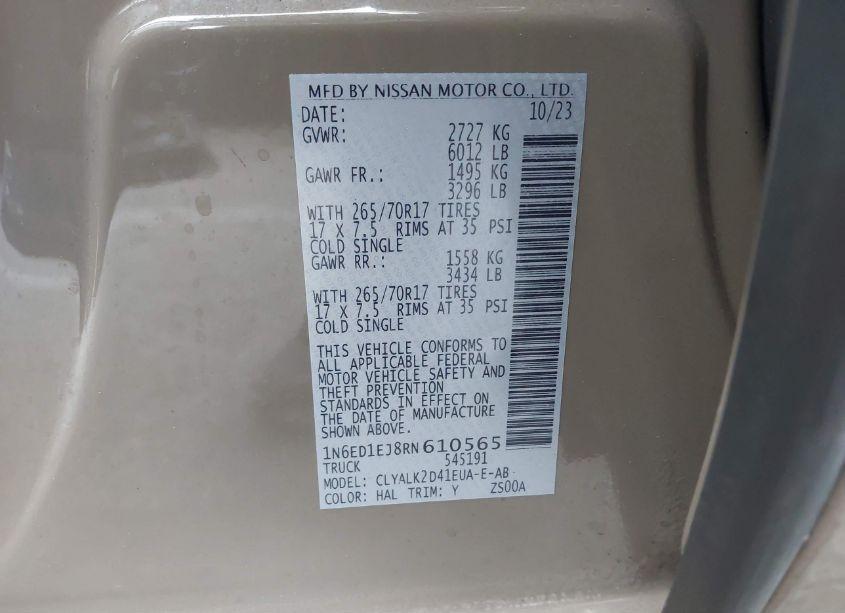 MFD BY NISSAN MOTOR CO., LTD.
DATE: 10/23
GVWR: 2727 KG
6012 LB
GAWR FR.: 1495 KG
3296 LB
WITH 265/70R17 TIRES
17 X 7.5 RIMS AT 35 PSI
COLD SINGLE
GAWR RR.: 1558 KG
3434 LB
WITH 265/70R17 TIRES
17 X 7.5 RIMS AT 35 PSI
COLD SINGLE
THIS VEHICLE CONFORMS TO
ALL APPLICABLE FEDERAL
MOTOR VEHICLE SAFETY AND
THEFT PREVENTION
STANDARDS IN EFFECT ON
THE DATE OF MANUFACTURE
SHOWN ABOVE.
1N6ED1EJ8RN610565
TRUCK 545191
MODEL: CLYALK2D41EUA-E-AB
COLOR: HAL TRIM: Y ZS00A